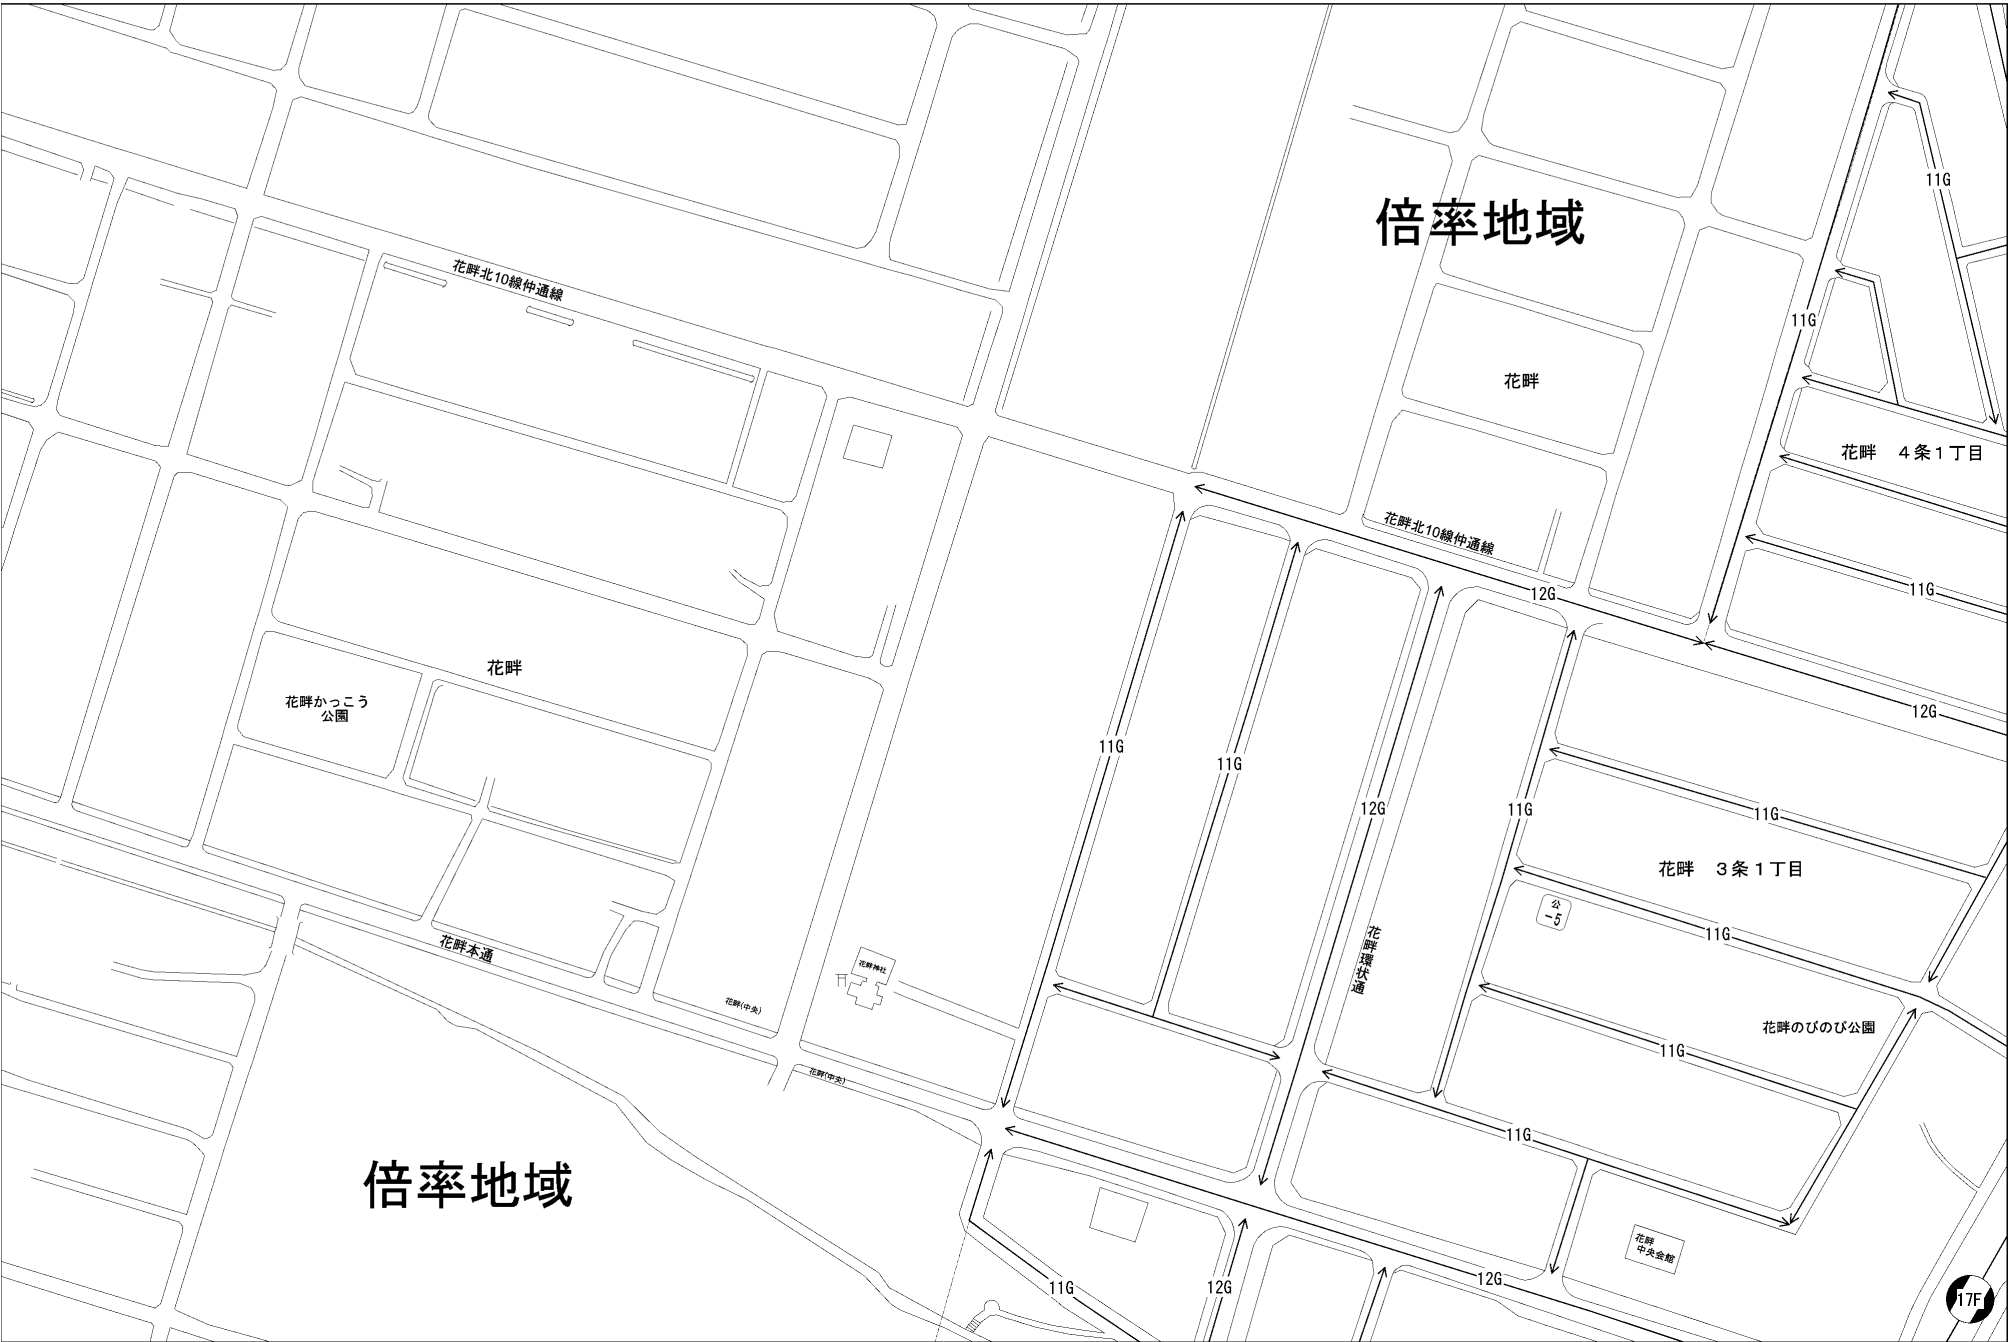 11G
倍率地域
花畔北10線仲通線
11G
花畔
花畔 4条1丁目
花畔北10線仲通線
11G
12G
花畔
花畔かっこう
公園
12G
11G
11G
12G
11G
11G
花畔 3条1丁目
公
-5
11G
花畔本通
花畔環状通
花畔神社
花畔(中央)
花畔のびのび公園
11G
花畔(中央)
11G
倍率地域
花畔
中央会館
11G
12G
12G
17F